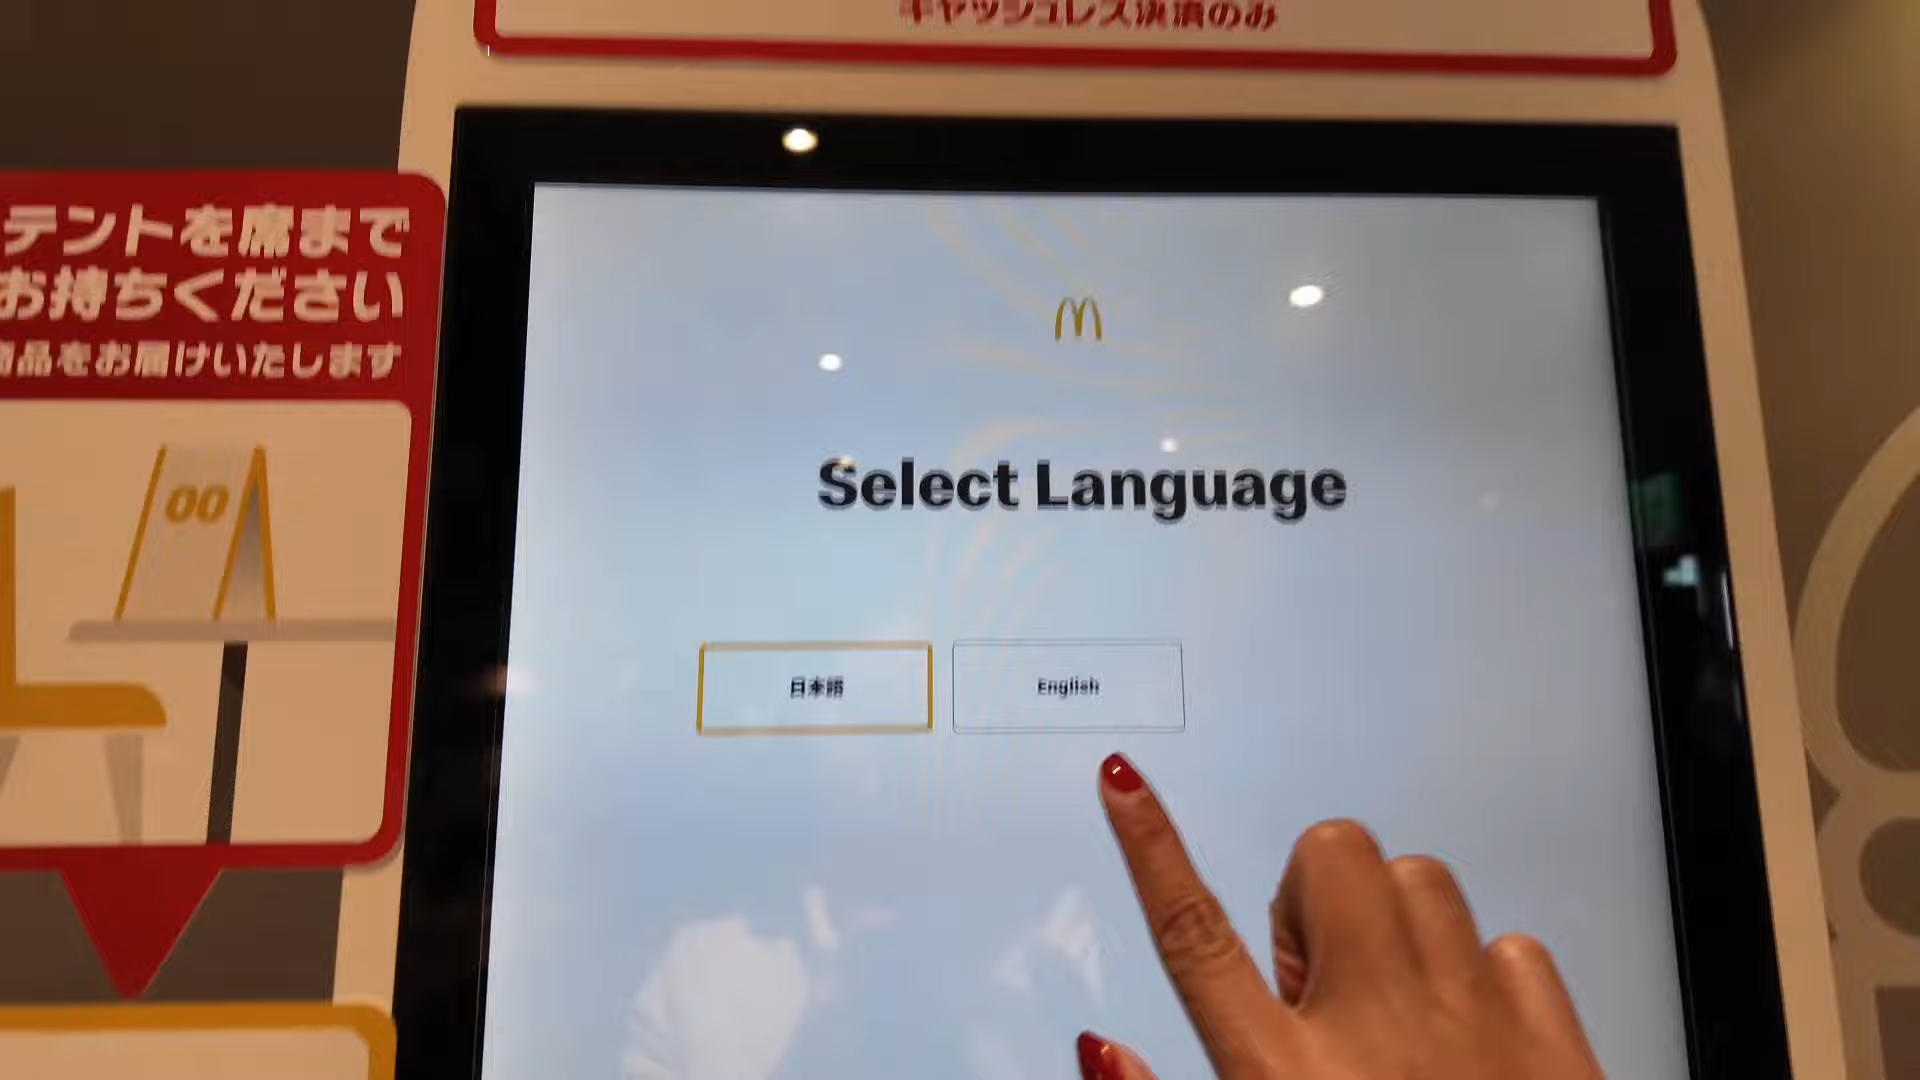 キャッシュレス決済のみ
テントを席まで
お持ちください
商品をお届けいたします
00
Select Language
日本語
English